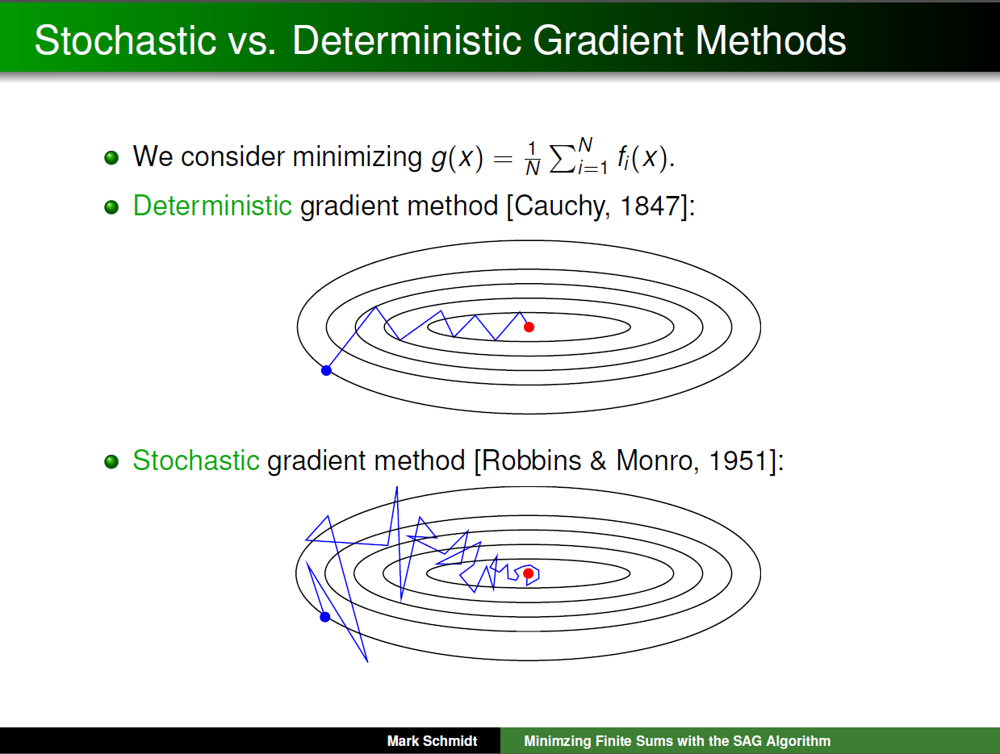 Stochastic vs. Deterministic Gradient Methods
We consider minimizing $g(x) = \frac{1}{N} \sum_{i=1}^{N} f_i(x)$.
Deterministic gradient method [Cauchy, 1847]:
Stochastic gradient method [Robbins & Monro, 1951]:
Mark Schmidt
Minimzing Finite Sums with the SAG Algorithm